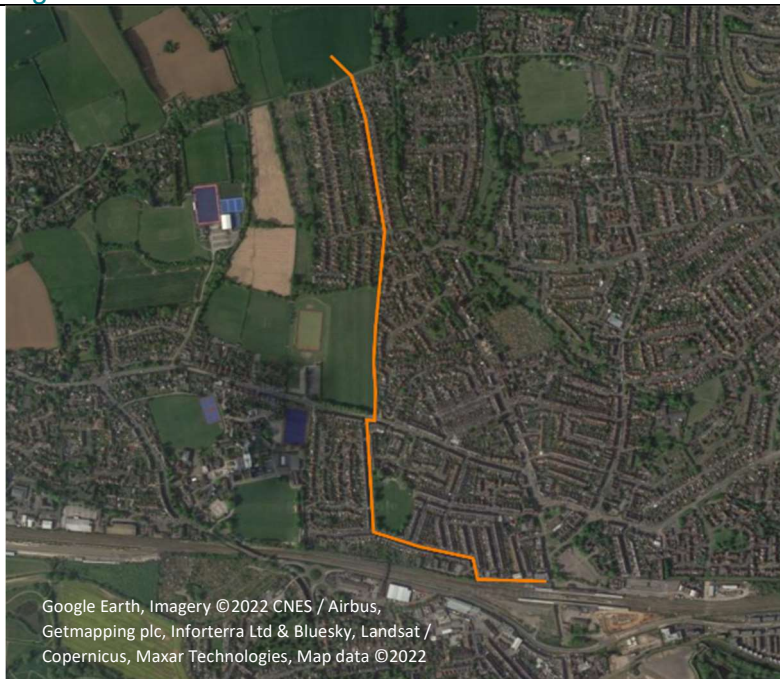 Google Earth, Imagery ©2022 CNES / Airbus,
Getmapping plc, Inforterra Ltd & Bluesky, Landsat /
Copernicus, Maxar Technologies, Map data ©2022